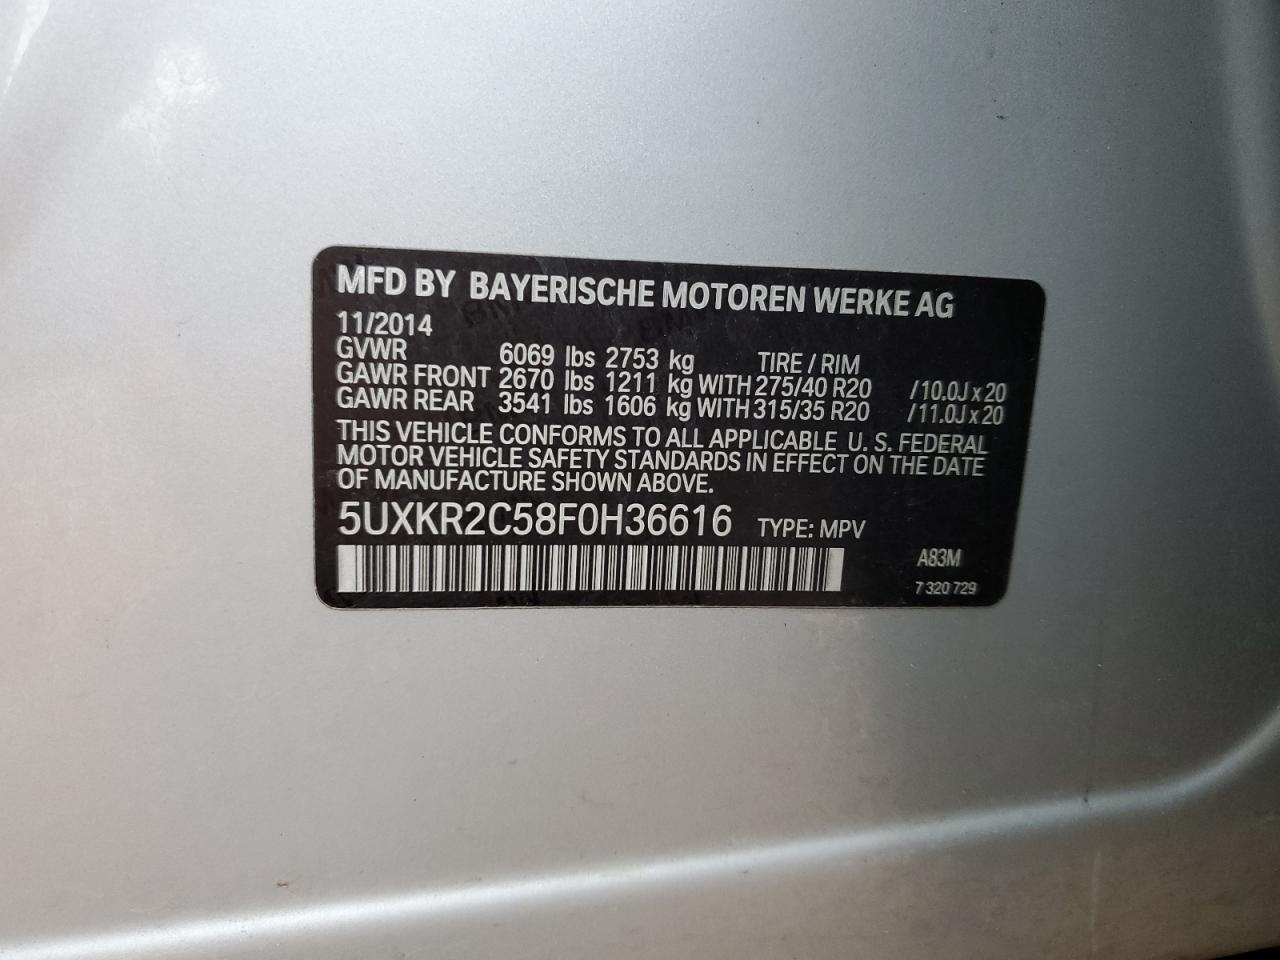 MFD BY BAYERISCHE MOTOREN WERKE AG
11/2014
GVWR 6069 lbs 2753 kg TIRE / RIM
GAWR FRONT 2670 lbs 1211 kg WITH 275/40 R20 / 10.0J x 20
GAWR REAR 3541 lbs 1606 kg WITH 315/35 R20 / 11.0J x 20
THIS VEHICLE CONFORMS TO ALL APPLICABLE U. S. FEDERAL
MOTOR VEHICLE SAFETY STANDARDS IN EFFECT ON THE DATE
OF MANUFACTURE SHOWN ABOVE.
5UXKR2C58F0H36616 TYPE: MPV
A83M
7 320 729